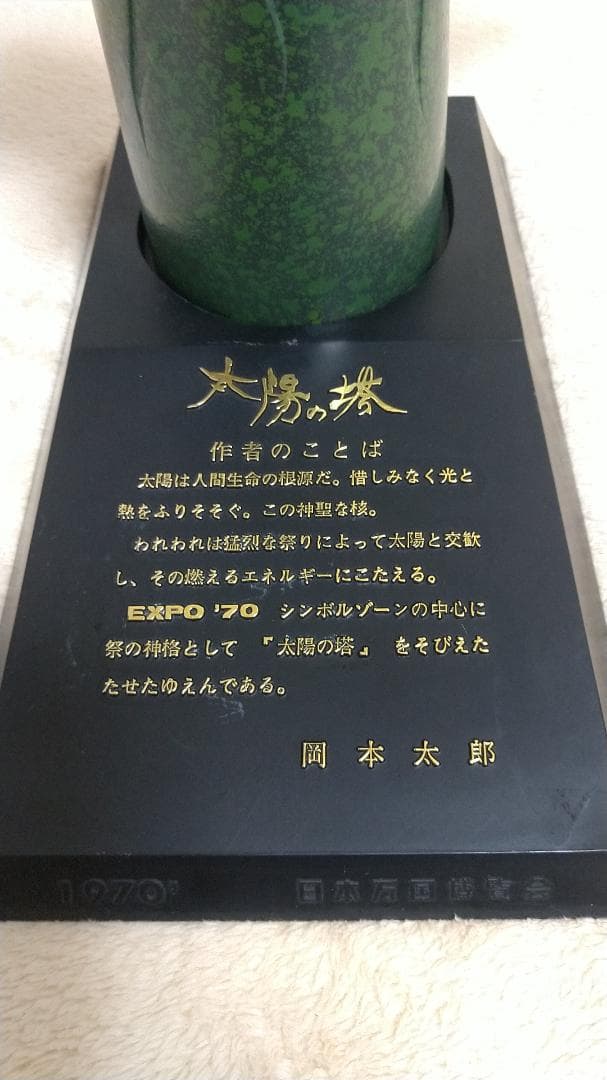 太陽の塔
作者のことば
太陽は人間生命の根源だ。惜しみなく光と
熱をふりそそぐ。この神聖な核。
われわれは猛烈な祭りによって太陽と交歓
し、その燃えるエネルギーにこたえる。
EXPO '70 シンボルゾーンの中心に
祭の神格として 『太陽の塔』 をそびえた
たせたゆえんである。
岡本太郎
1970 日本万国博覧会